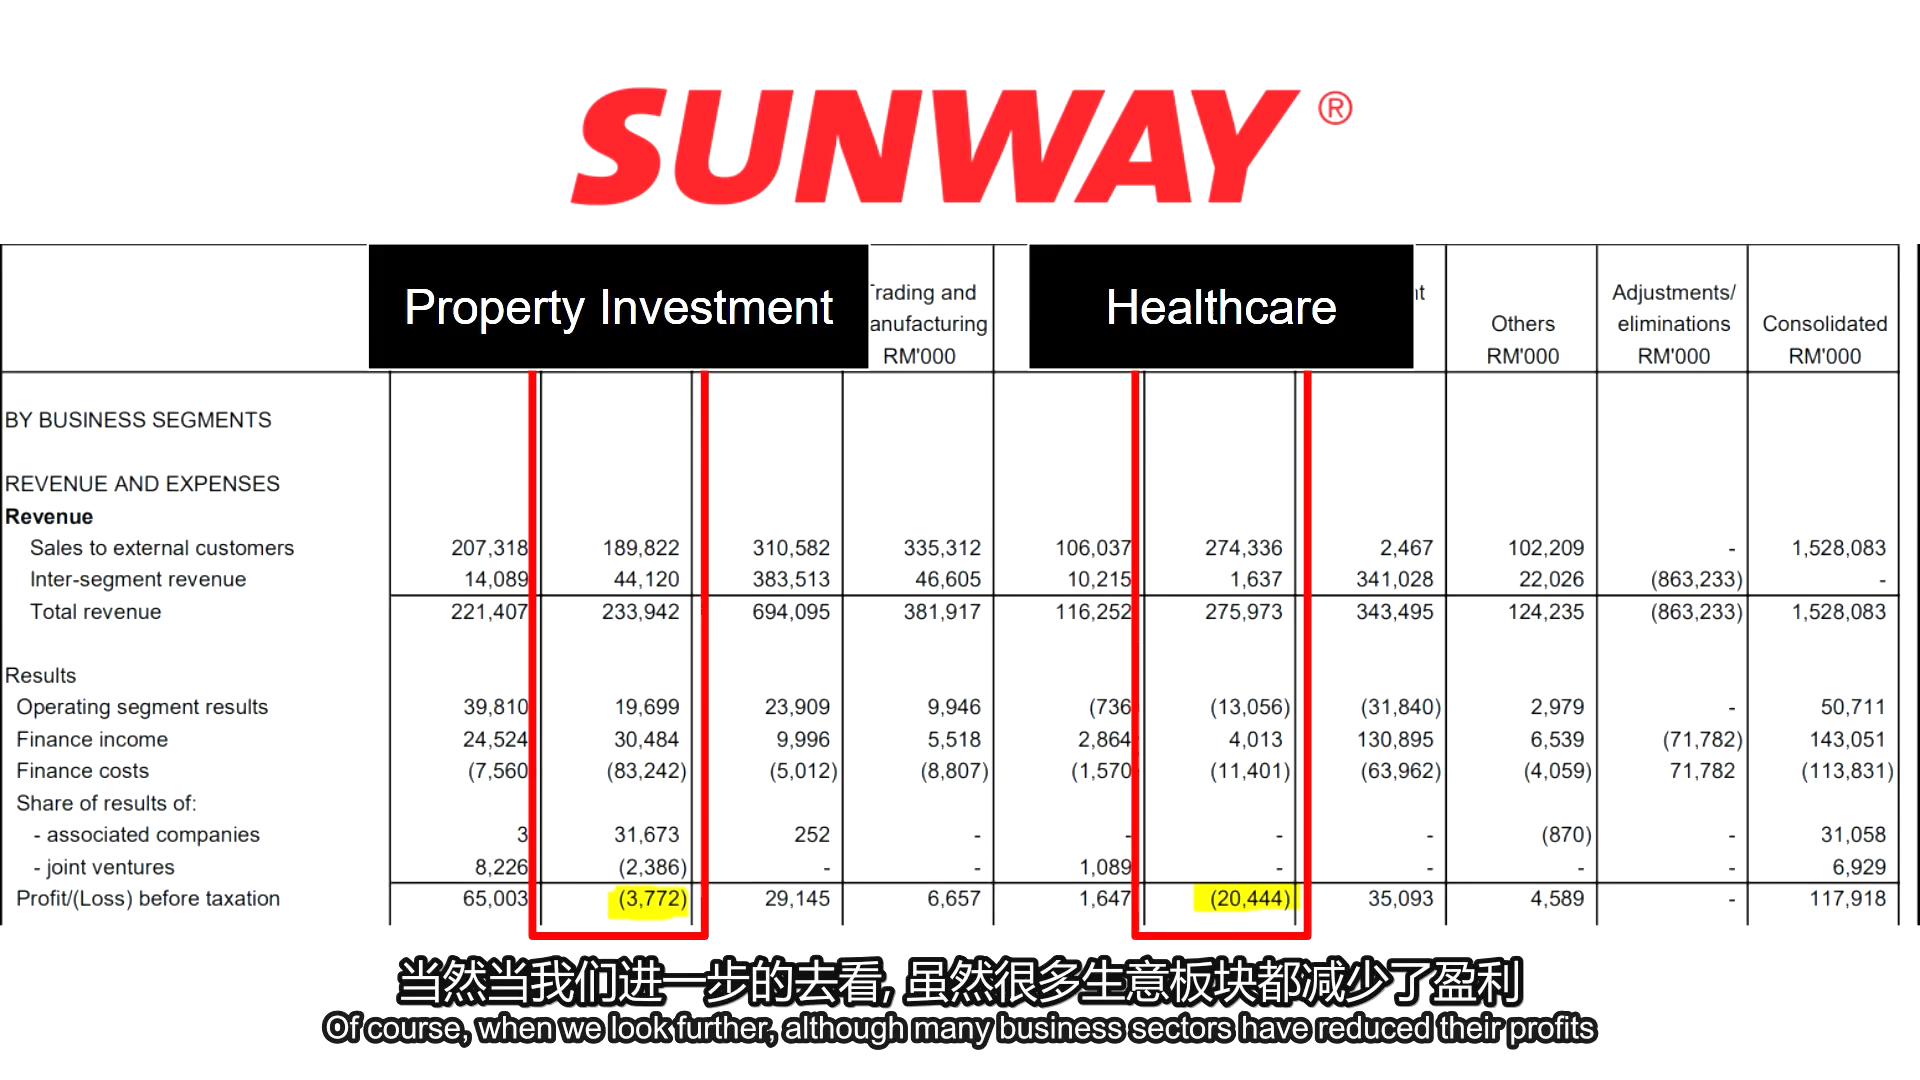 SUNWAY ®
Property Investment
Healthcare
rading and
anufacturing
RM'000
nt
Others
RM'000
Adjustments/
eliminations
RM'000
Consolidated
RM'000
BY BUSINESS SEGMENTS
REVENUE AND EXPENSES
Revenue
Sales to external customers 207,318 189,822 310,582 335,312 106,037 274,336 2,467 102,209 - 1,528,083
Inter-segment revenue 14,089 44,120 383,513 46,605 10,215 1,637 341,028 22,026 (863,233) -
Total revenue 221,407 233,942 694,095 381,917 116,252 275,973 343,495 124,235 (863,233) 1,528,083
Results
Operating segment results 39,810 19,699 23,909 9,946 (736 (13,056) (31,840) 2,979 - 50,711
Finance income 24,524 30,484 9,996 5,518 2,864 4,013 130,895 6,539 (71,782) 143,051
Finance costs (7,560 (83,242) (5,012) (8,807) (1,570 (11,401) (63,962) (4,059) 71,782 (113,831)
Share of results of:
- associated companies 3 31,673 252 - - - - (870) - 31,058
- joint ventures 8,226 (2,386) - - 1,089 - - - - 6,929
Profit/(Loss) before taxation 65,003 (3,772) 29,145 6,657 1,647 (20,444) 35,093 4,589 - 117,918
当然当我们进一步的去看, 虽然很多生意板块都减少了盈利
Of course, when we look further, although many business sectors have reduced their profits